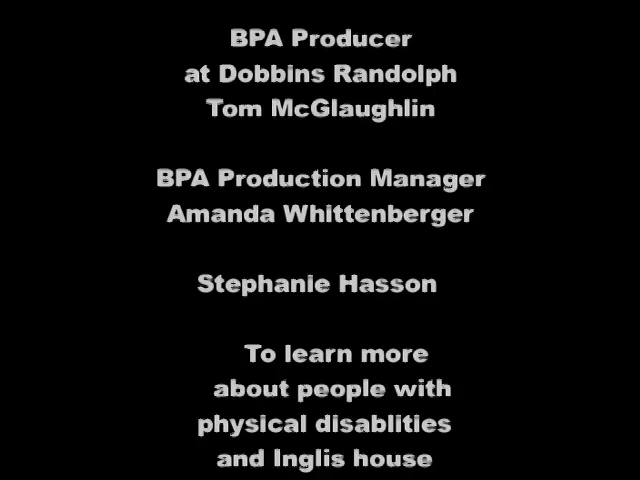 BPA Producer
at Dobbins Randolph
Tom McGlaughlin
BPA Production Manager
Amanda Whittenberger
Stephanie Hasson
To learn more
about people with
physical disablities
and Inglis house